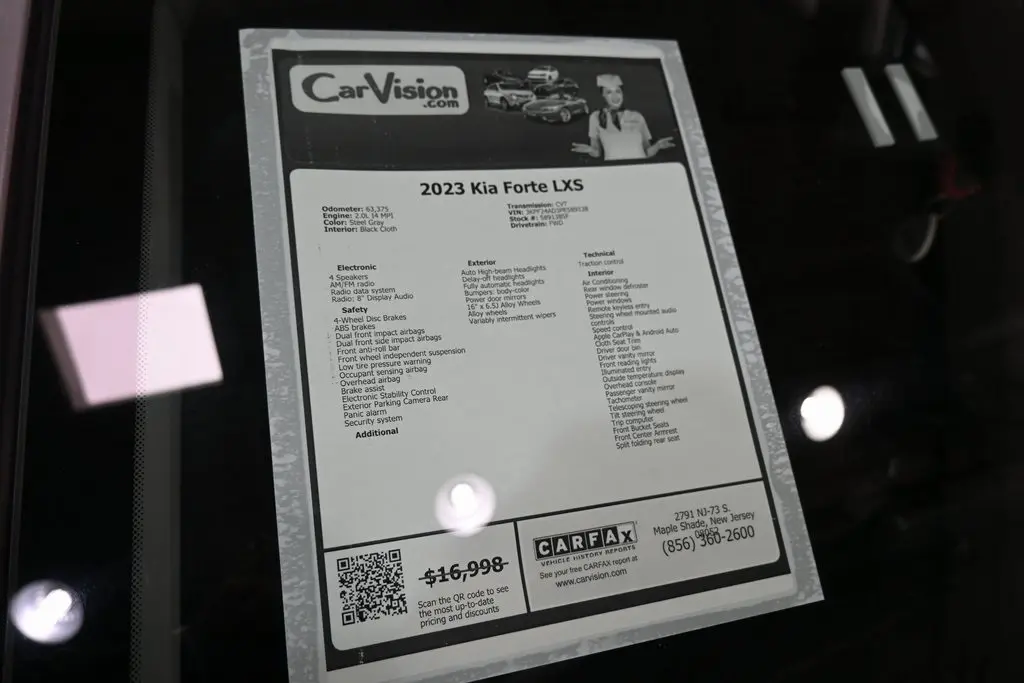 CarVision
.com
2023 Kia Forte LXS
Odometer: 63,375
Engine: 2.0L I4 MPI
Color: Steel Gray
Interior: Black Cloth
Transmission: CVT
VIN:
Stock #:
Drivetrain: FWD
Electronic
4 Speakers
AM/FM radio
Radio data system
Radio: 8" Display Audio
Safety
4-Wheel Disc Brakes
ABS brakes
Dual front impact airbags
Dual front side impact airbags
Front anti-roll bar
Front wheel independent suspension
Low tire pressure warning
Occupant sensing airbag
Overhead airbag
Brake assist
Electronic Stability Control
Exterior Parking Camera Rear
Panic alarm
Security system
Additional
Exterior
Auto High-beam Headlights
Delay-off headlights
Fully automatic headlights
Bumpers: body-color
Power door mirrors
16" x 6.5J Alloy Wheels
Alloy wheels
Variably intermittent wipers
Technical
Traction control
Interior
Air Conditioning
Rear window defroster
Power steering
Power windows
Remote keyless entry
Steering wheel mounted audio
controls
Speed control
Apple CarPlay & Android Auto
Cloth Seat Trim
Driver door bin
Driver vanity mirror
Front reading lights
Illuminated entry
Outside temperature display
Overhead console
Passenger vanity mirror
Tachometer
Telescoping steering wheel
Tilt steering wheel
Trip computer
Front Bucket Seats
Front Center Armrest
Split folding rear seat
$16,998
Scan the QR code to see
the most up-to-date
pricing and discounts
CARFAX
VEHICLE HISTORY REPORTS
See your free CARFAX report at
www.carvision.com
2791 NJ-73 S.
Maple Shade, New Jersey
08052
(856) 360-2600